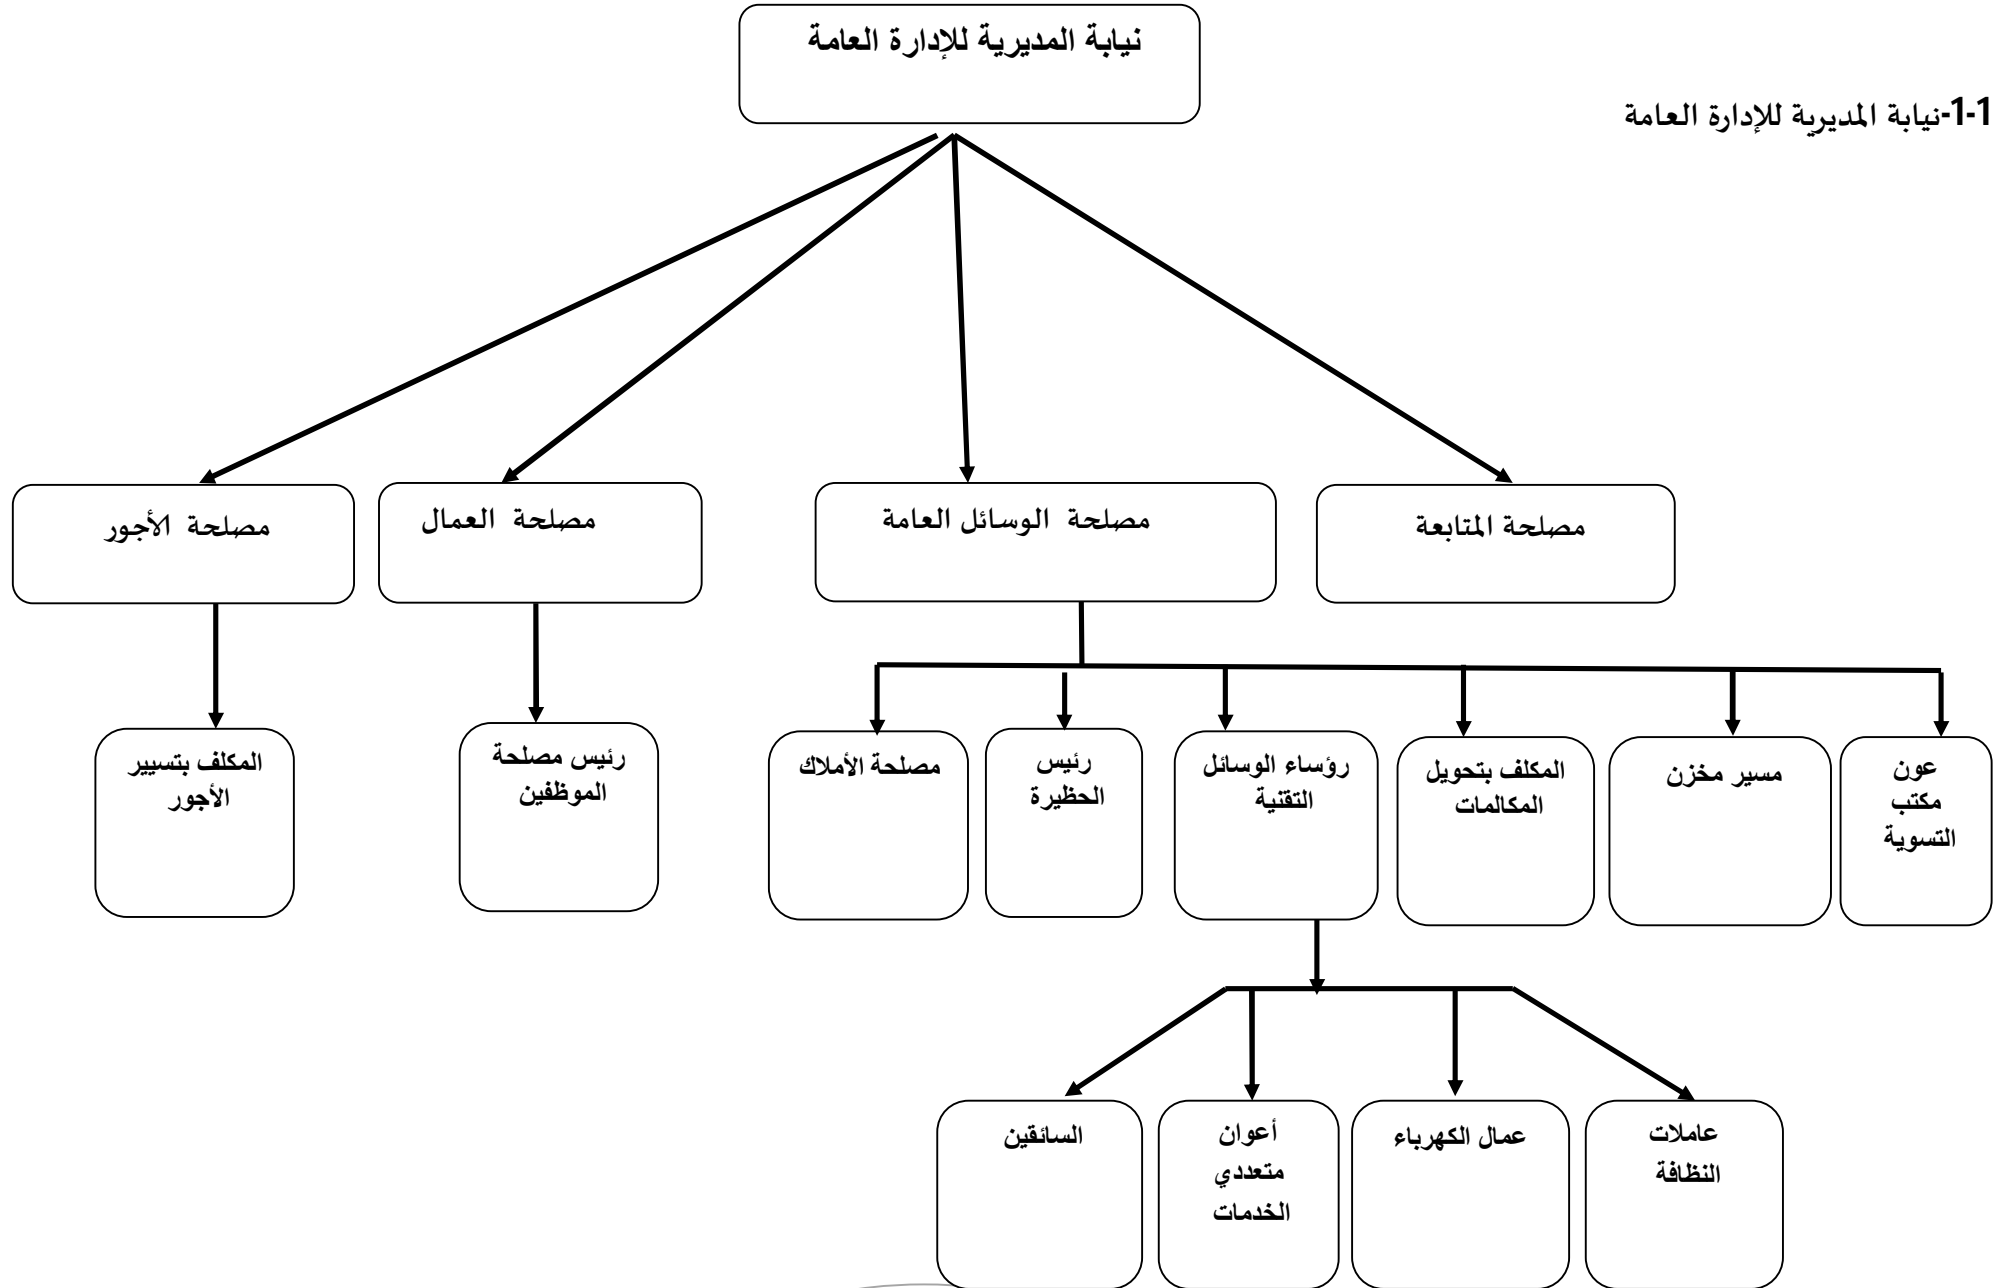 نيابة المديرية للإدارة العامة
1-1-نيابة المديرية للإدارة العامة
مصلحة المتابعة
مصلحة الوسائل العامة
مصلحة العمال
مصلحة الأجور
عون
مكتب
التسوية
مسير مخزن
المكلف بتحويل
المكالمات
رؤساء الوسائل
التقنية
رئيس
الحظيرة
مصلحة الأملاك
رئيس مصلحة
الموظفين
المكلف بتسيير
الأجور
عاملات
النظافة
عمال الكهرباء
أعوان
متعددي
الخدمات
السائقين